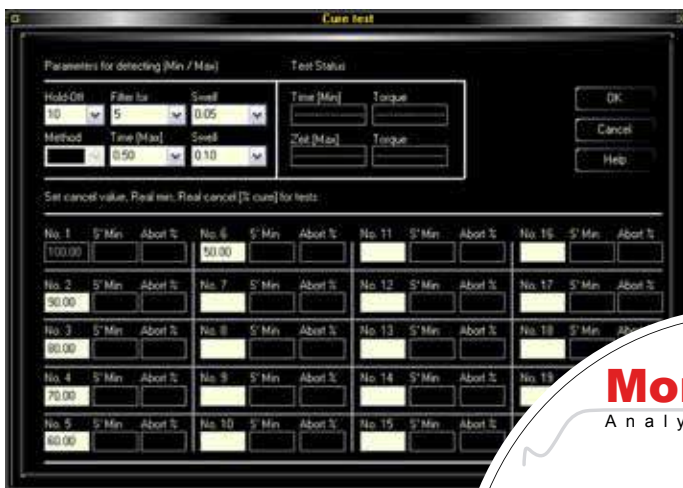 Cure test
Parameters for detecting (Min / Max) Test Status
Hold-Off Filter for Swell Time [Min] Torque
10 5 0.05
Method Time [Max] Swell Zeit [Max] Torque
0.50 0.10
OK
Cancel
Help
Set cancel value, Real min, Real cancel [% cure] for tests
No. 1 S' Min Abort % No. 6 S' Min Abort % No. 11 S' Min Abort % No. 16 S' Min Abort %
100.00 50.00
No. 2 S' Min Abort % No. 7 S' Min Abort % No. 12 S' Min Abort % No. 17 S' Min Abort %
90.00
No. 3 S' Min Abort % No. 8 S' Min Abort % No. 13 S' Min Abort % No. 18 S' Min
80.00
No. 4 S' Min Abort % No. 9 S' Min Abort % No. 14 S' Min Abort % No. 19
70.00
No. 5 S' Min Abort % No. 10 S' Min Abort % No. 15 S' Min Abort %
60.00
Mo
Analy